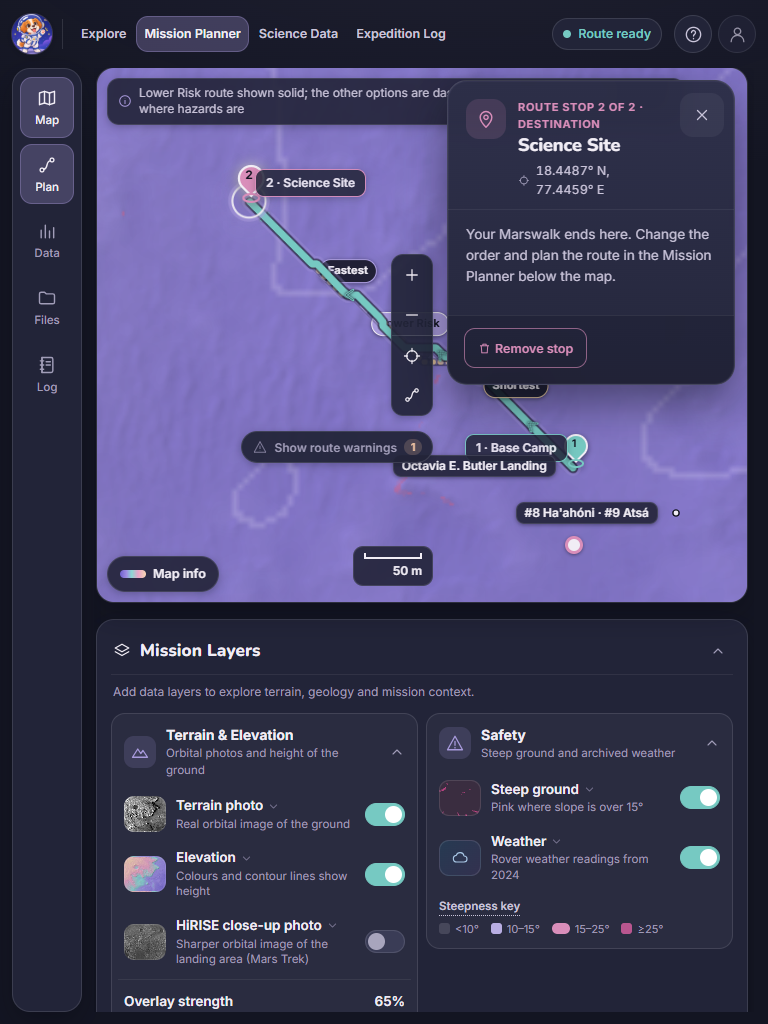 Explore
Mission Planner
Science Data
Expedition Log
Route ready
Map
Plan
Data
Files
Log
Lower Risk route shown solid; the other options are
where hazards are
ROUTE STOP 2 OF 2 ·
DESTINATION
Science Site
18.4487° N,
77.4459° E
Your Marswalk ends here. Change the
order and plan the route in the Mission
Planner below the map.
Remove stop
2
2 · Science Site
Fastest
Lower Risk
Shortest
Show route warnings 1
1 · Base Camp
1
Octavia E. Butler Landing
#8 Ha'ahóni · #9 Atsá
Map info
50 m
Mission Layers
Add data layers to explore terrain, geology and mission context.
Terrain & Elevation
Orbital photos and height of the
ground
Terrain photo
Real orbital image of the ground
Elevation
Colours and contour lines show
height
HiRISE close-up photo
Sharper orbital image of the
landing area (Mars Trek)
Overlay strength 65%
Safety
Steep ground and archived weather
Steep ground
Pink where slope is over 15°
Weather
Rover weather readings from
2024
Steepness key
<10° 10–15° 15–25° ≥25°